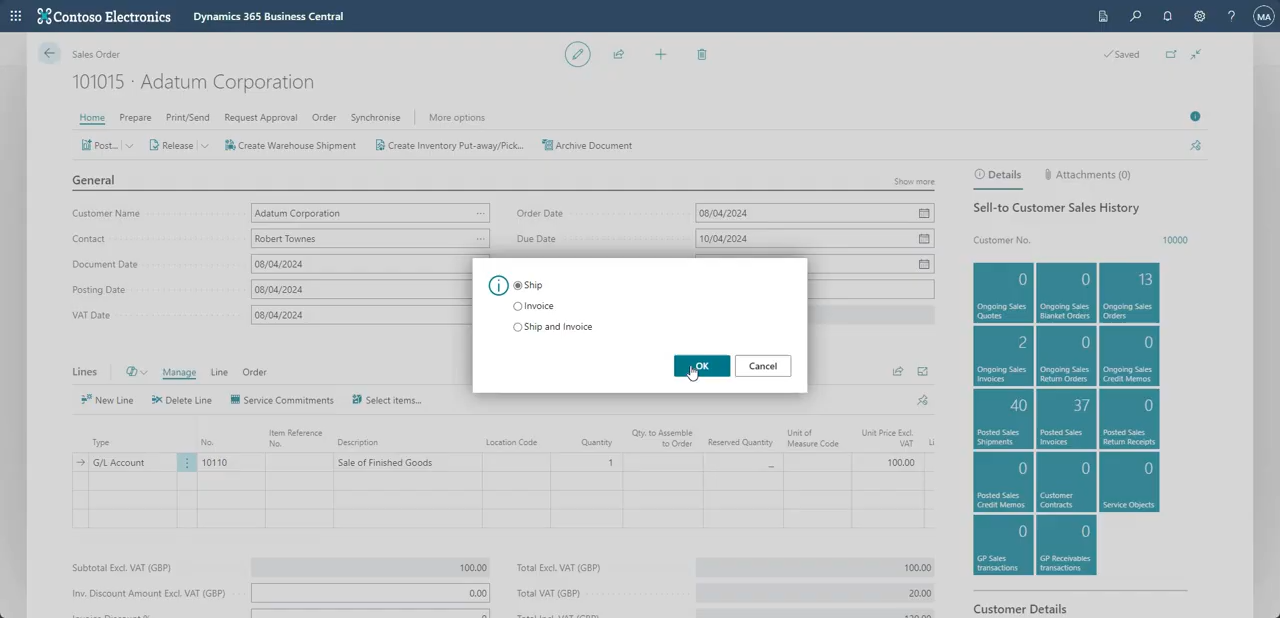 Contoso Electronics Dynamics 365 Business Central MA
Sales Order Saved
101015 · Adatum Corporation
Home Prepare Print/Send Request Approval Order Synchronise More options
Post... Release Create Warehouse Shipment Create Inventory Put-away/Pick... Archive Document
General Show more
Customer Name Adatum Corporation Order Date 08/04/2024
Contact Robert Townes Due Date 10/04/2024
Document Date 08/04/2024
Posting Date 08/04/2024
VAT Date 08/04/2024
Ship
Invoice
Ship and Invoice
OK Cancel
Lines Manage Line Order
New Line Delete Line Service Commitments Select items...
Type No. Item Reference No. Description Location Code Quantity Qty. to Assemble to Order Reserved Quantity Unit of Measure Code Unit Price Excl. VAT Li
G/L Account 10110 Sale of Finished Goods 1 _ 100.00
Subtotal Excl. VAT (GBP) 100.00 Total Excl. VAT (GBP) 100.00
Inv. Discount Amount Excl. VAT (GBP) 0.00 Total VAT (GBP) 20.00
Details Attachments (0)
Sell-to Customer Sales History
Customer No. 10000
0 Ongoing Sales Quotes
0 Ongoing Sales Blanket Orders
13 Ongoing Sales Orders
2 Ongoing Sales Invoices
0 Ongoing Sales Return Orders
0 Ongoing Sales Credit Memos
40 Posted Sales Shipments
37 Posted Sales Invoices
0 Posted Sales Return Receipts
0 Posted Sales Credit Memos
0 Customer Contracts
0 Service Objects
0 GP Sales transactions
0 GP Receivables transactions
Customer Details